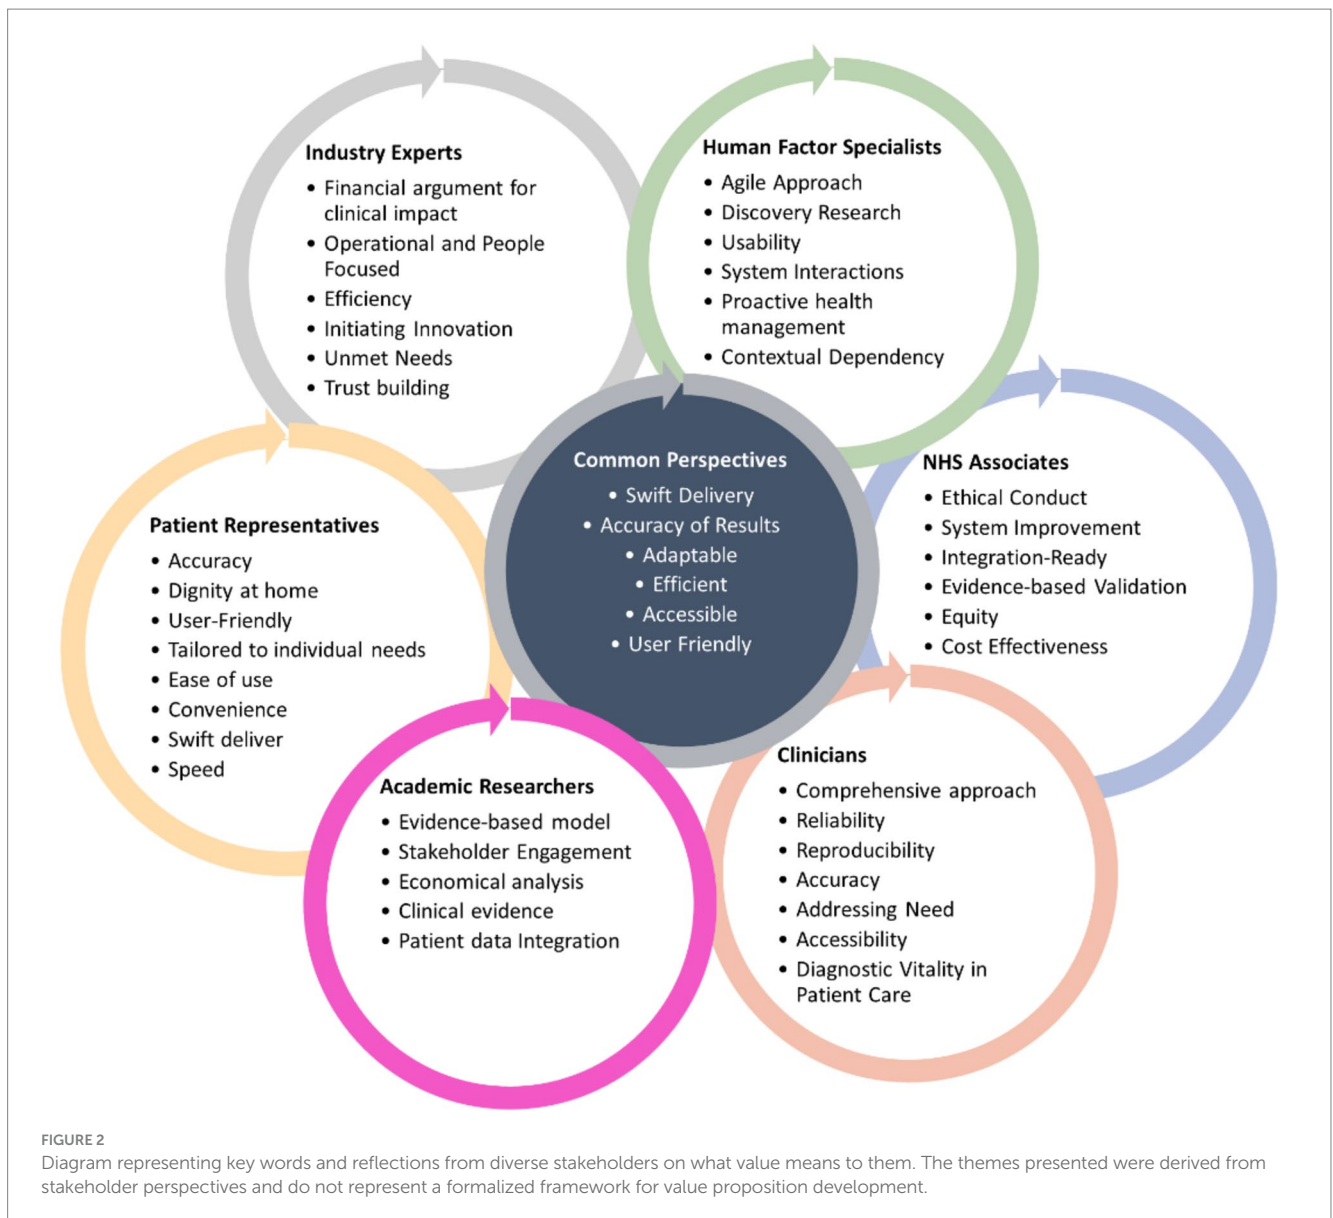 Industry Experts
• Financial argument for
clinical impact
• Operational and People
Focused
• Efficiency
• Initiating Innovation
• Unmet Needs
• Trust building
Human Factor Specialists
• Agile Approach
• Discovery Research
• Usability
• System Interactions
• Proactive health
management
• Contextual Dependency
Common Perspectives
• Swift Delivery
• Accuracy of Results
• Adaptable
• Efficient
• Accessible
• User Friendly
NHS Associates
• Ethical Conduct
• System Improvement
• Integration-Ready
• Evidence-based Validation
• Equity
• Cost Effectiveness
Patient Representatives
• Accuracy
• Dignity at home
• User-Friendly
• Tailored to individual needs
• Ease of use
• Convenience
• Swift deliver
• Speed
Academic Researchers
• Evidence-based model
• Stakeholder Engagement
• Economical analysis
• Clinical evidence
• Patient data Integration
Clinicians
• Comprehensive approach
• Reliability
• Reproducibility
• Accuracy
• Addressing Need
• Accessibility
• Diagnostic Vitality in
Patient Care
FIGURE 2
Diagram representing key words and reflections from diverse stakeholders on what value means to them. The themes presented were derived from
stakeholder perspectives and do not represent a formalized framework for value proposition development.